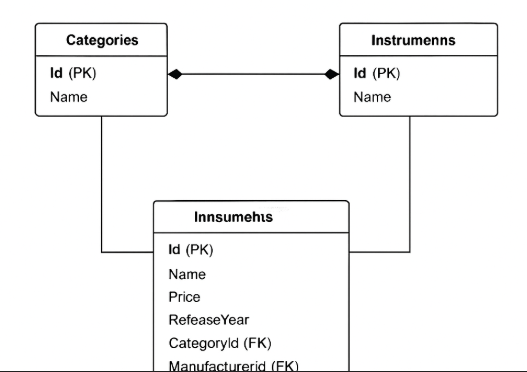 Categories
Id (PK)
Name
Instrumenns
Id (PK)
Name
Innsumehıs
Id (PK)
Name
Price
RefeaseYear
CategoryId (FK)
Manufacturerid (FK)